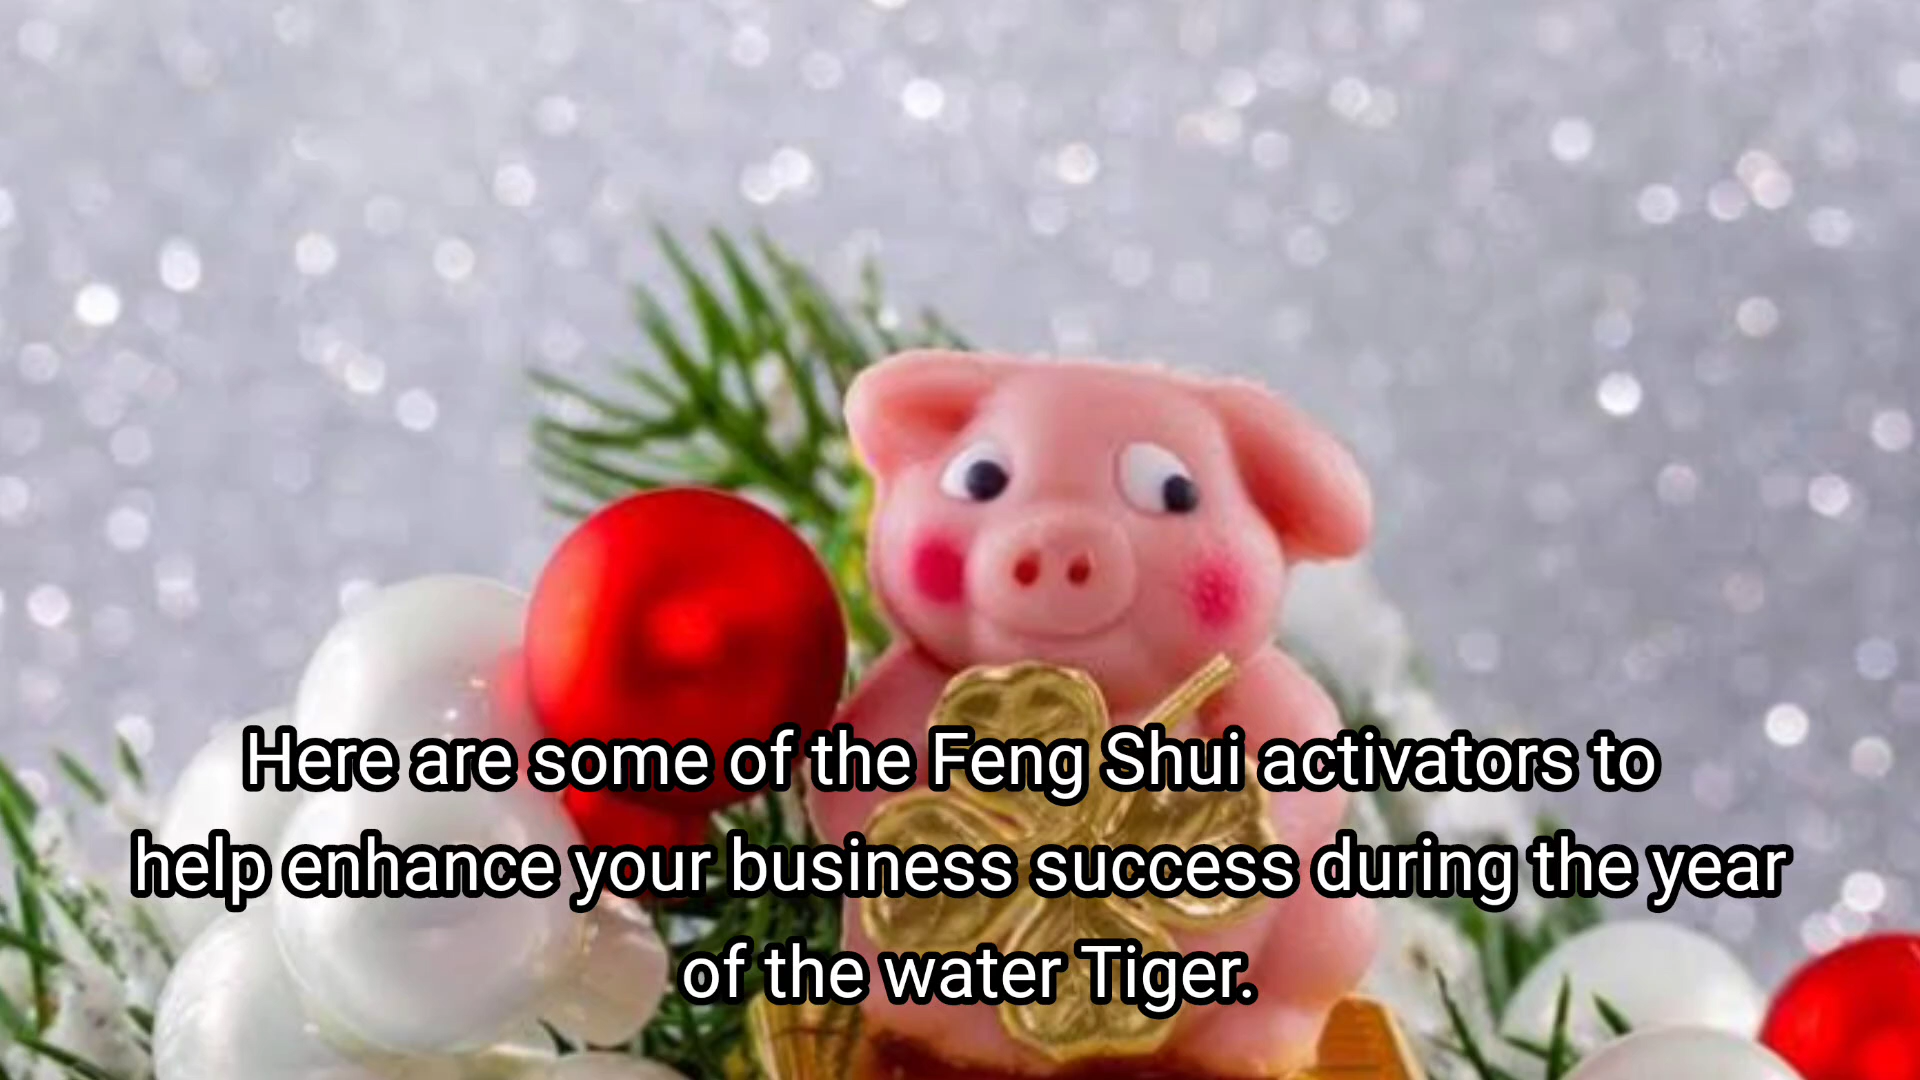 Here are some of the Feng Shui activators to
help enhance your business success during the year
of the water Tiger.